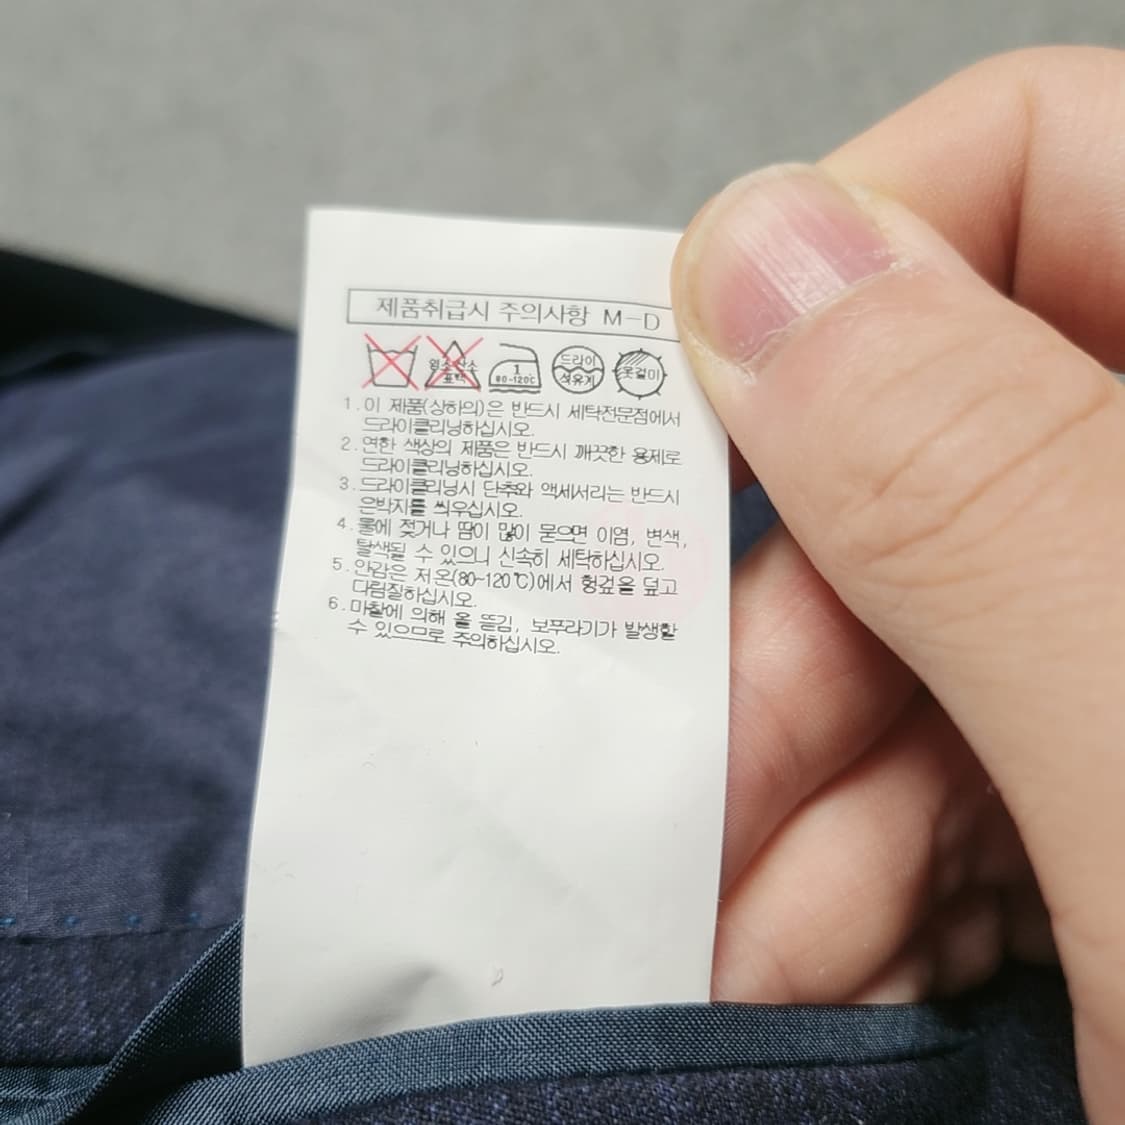 제품취급시 주의사항 M-D
염소산소
표백
1
80-120℃
드라이
석유계
옷걸이
1.이 제품(상하의)은 반드시 세탁전문점에서
드라이클리닝하십시오.
2.연한 색상의 제품은 반드시 깨끗한 용제로
드라이클리닝하십시오.
3.드라이클리닝시 단추와 액세서리는 반드시
은박지를 씌우십시오.
4.물에 젖거나 땀이 많이 묻으면 이염, 변색,
탈색될 수 있으니 신속히 세탁하십시오.
5.안감은 저온(80-120℃)에서 헝겊을 덮고
다림질하십시오.
6.마찰에 의해 올 뜯김, 보푸라기가 발생할
수 있으므로 주의하십시오.